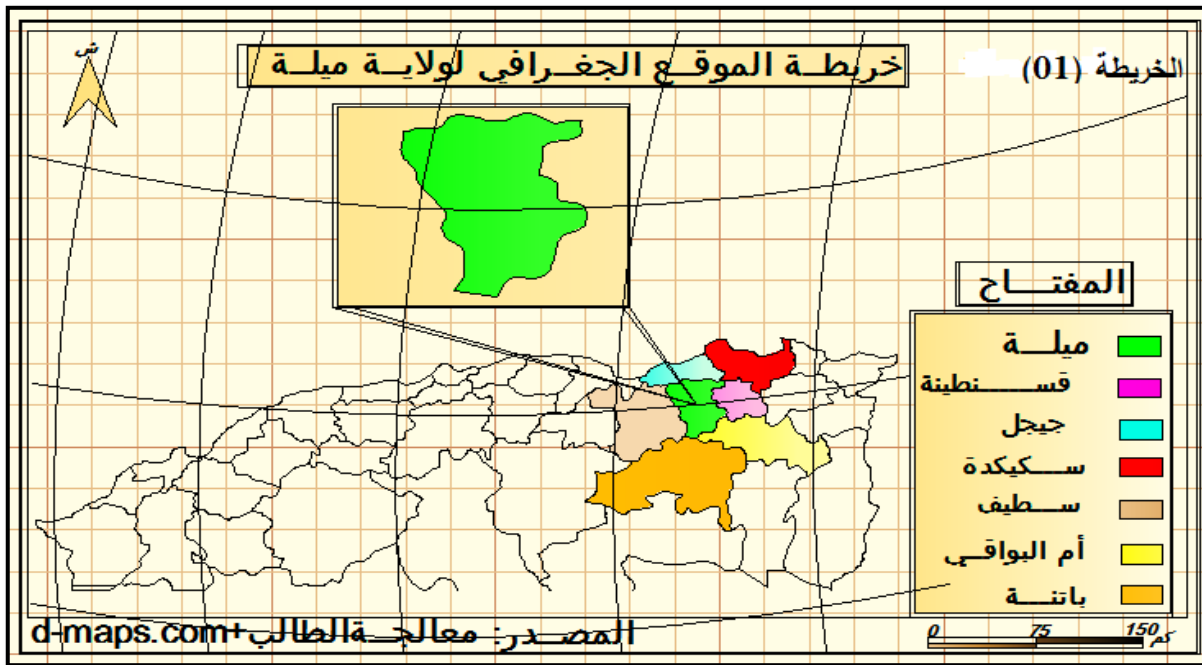 الخريطة (01)
خريطة الموقع الجغرافي لولاية ميلة
ش
المفتاح
ميلة
قسنطينة
جيجل
سكيكدة
سطيف
أم البواقي
باتنة
0 75 150 كم
المصدر: معالجة الطالب+d-maps.com